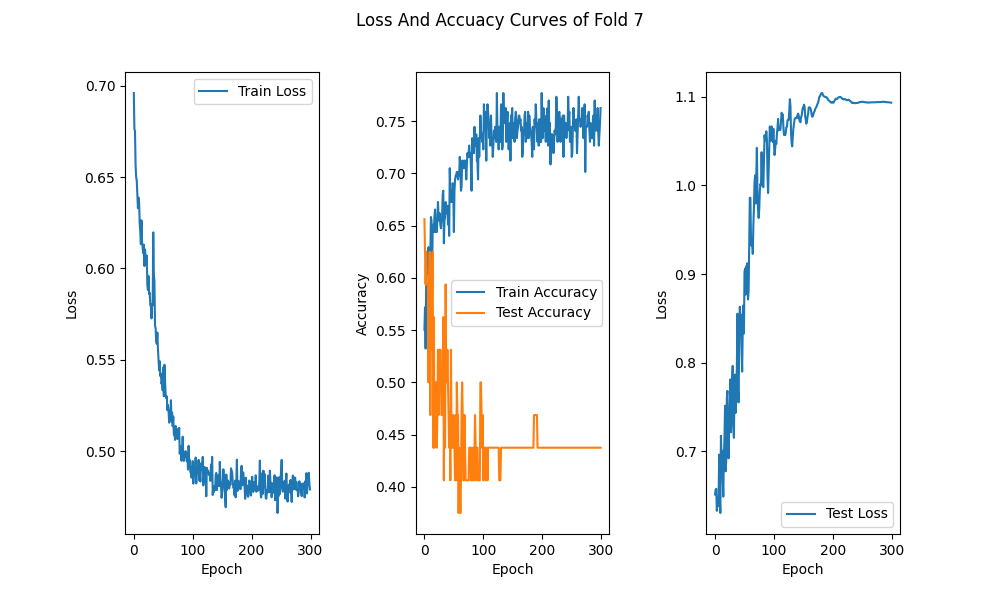 Loss And Accuacy Curves of Fold 7
Loss
0.70
0.65
0.60
0.55
0.50
Train Loss
0 100 200 300
Epoch
Accuracy
0.75
0.70
0.65
0.60
0.55
0.50
0.45
0.40
Train Accuracy
Test Accuracy
0 100 200 300
Epoch
Loss
1.1
1.0
0.9
0.8
0.7
Test Loss
0 100 200 300
Epoch